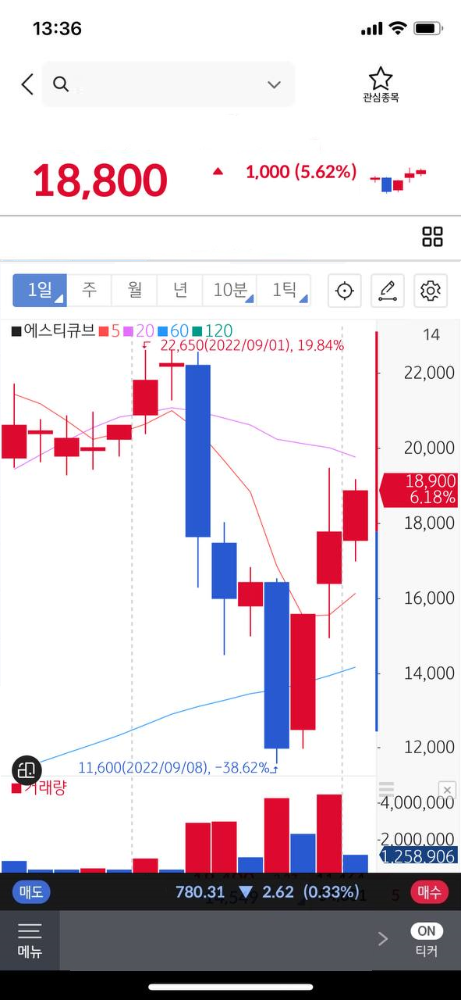 13:36
관심종목
18,800 ▲ 1,000 (5.62%)
1일 주 월 년 10분 1틱
에스티큐브 5 20 60 120
14
22,650(2022/09/01), 19.84%
22,000
20,000
18,900
6.18%
18,000
16,000
14,000
12,000
11,600(2022/09/08), -38.62%
거래량
4,000,000
2,000,000
1,258,906
매도 780.31 ▼ 2.62 (0.33%) 매수
메뉴
ON
티커